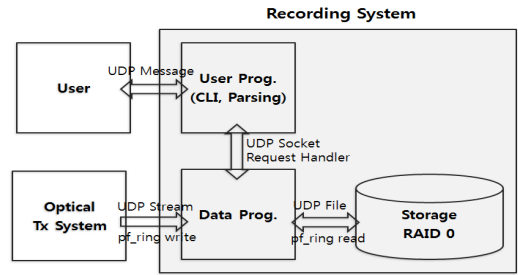 Recording System
UDP Message
User
User Prog.
(CLI, Parsing)
UDP Socket
Request Handler
Optical
Tx System
UDP Stream
pf_ring write
Data Prog.
UDP File
pf_ring read
Storage
RAID 0